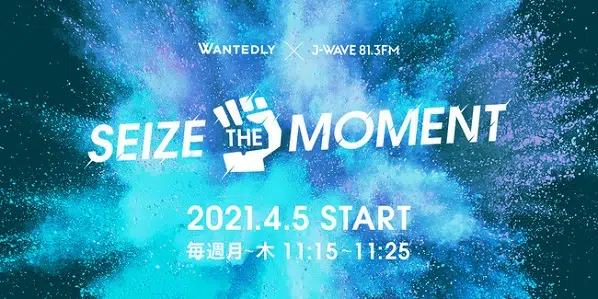 WANTEDLY × J-WAVE 81.3FM
SEIZE THE MOMENT
2021.4.5 START
毎週月~木 11:15~11:25